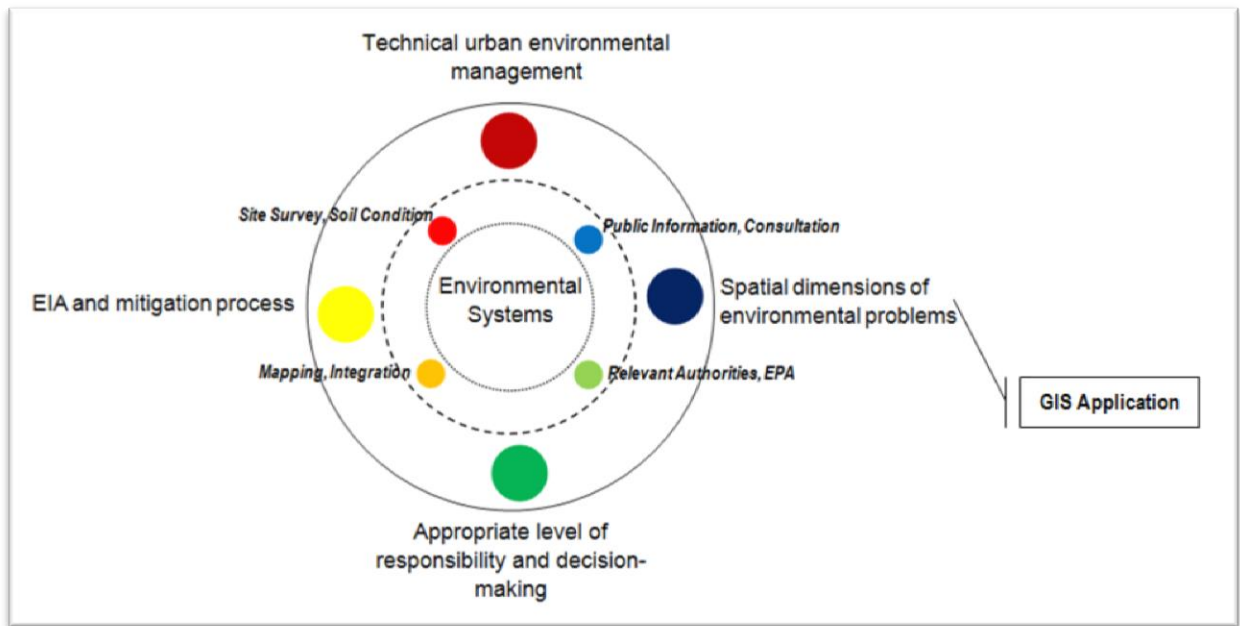 Technical urban environmental
management
Site Survey, Soil Condition
Public Information, Consultation
EIA and mitigation process
Environmental
Systems
Spatial dimensions of
environmental problems
Mapping, Integration
Relevant Authorities, EPA
GIS Application
Appropriate level of
responsibility and decision-
making